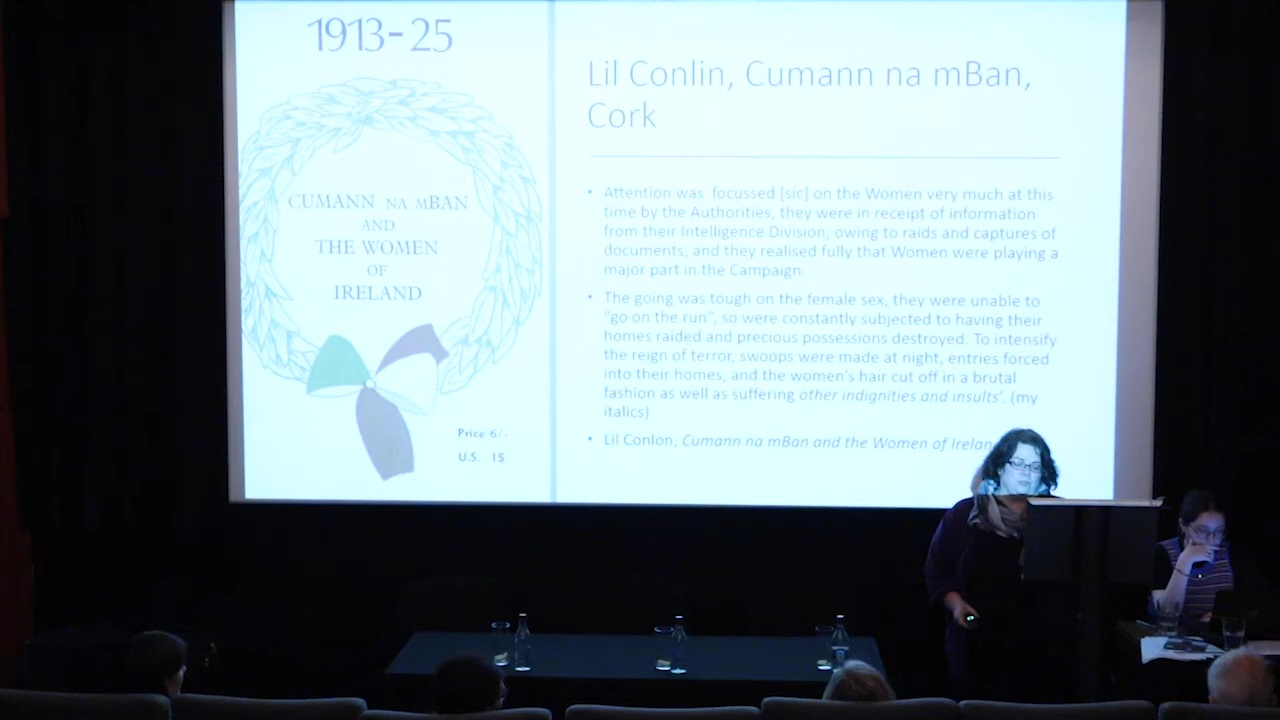 1913-25
CUMANN NA MBAN
AND
THE WOMEN
OF
IRELAND
Price 6/-
U.S. 1$
Lil Conlin, Cumann na mBan,
Cork
• Attention was focussed [sic] on the Women very much at this
time by the Authorities, they were in receipt of information
from their Intelligence Division, owing to raids and captures of
documents, and they realised fully that Women were playing a
major part in the Campaign.
• The going was tough on the female sex, they were unable to
"go on the run", so were constantly subjected to having their
homes raided and precious possessions destroyed. To intensify
the reign of terror, swoops were made at night, entries forced
into their homes, and the women's hair cut off in a brutal
fashion as well as suffering other indignities and insults'. (my
italics)
• Lil Conlon, Cumann na mBan and the Women of Irelan